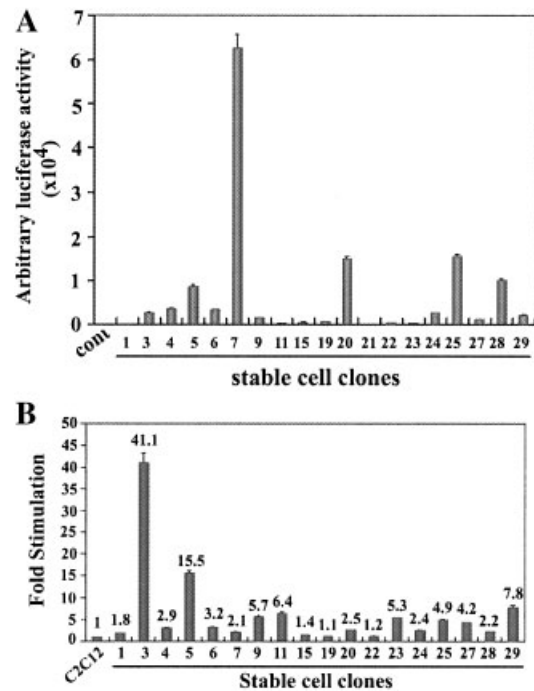 A
Arbitrary luciferase activity
(x10⁴)
7
6
5
4
3
2
1
0
cont 1 3 4 5 6 7 9 11 15 19 20 21 22 23 24 25 27 28 29
stable cell clones
B
Fold Stimulation
50
45
40
35
30
25
20
15
10
5
0
1 1.8 41.1 2.9 15.5 3.2 2.1 5.7 6.4 1.4 1.1 2.5 1.2 5.3 2.4 4.9 4.2 2.2 7.8
C2C12 1 3 4 5 6 7 9 11 15 19 20 22 23 24 25 27 28 29
Stable cell clones